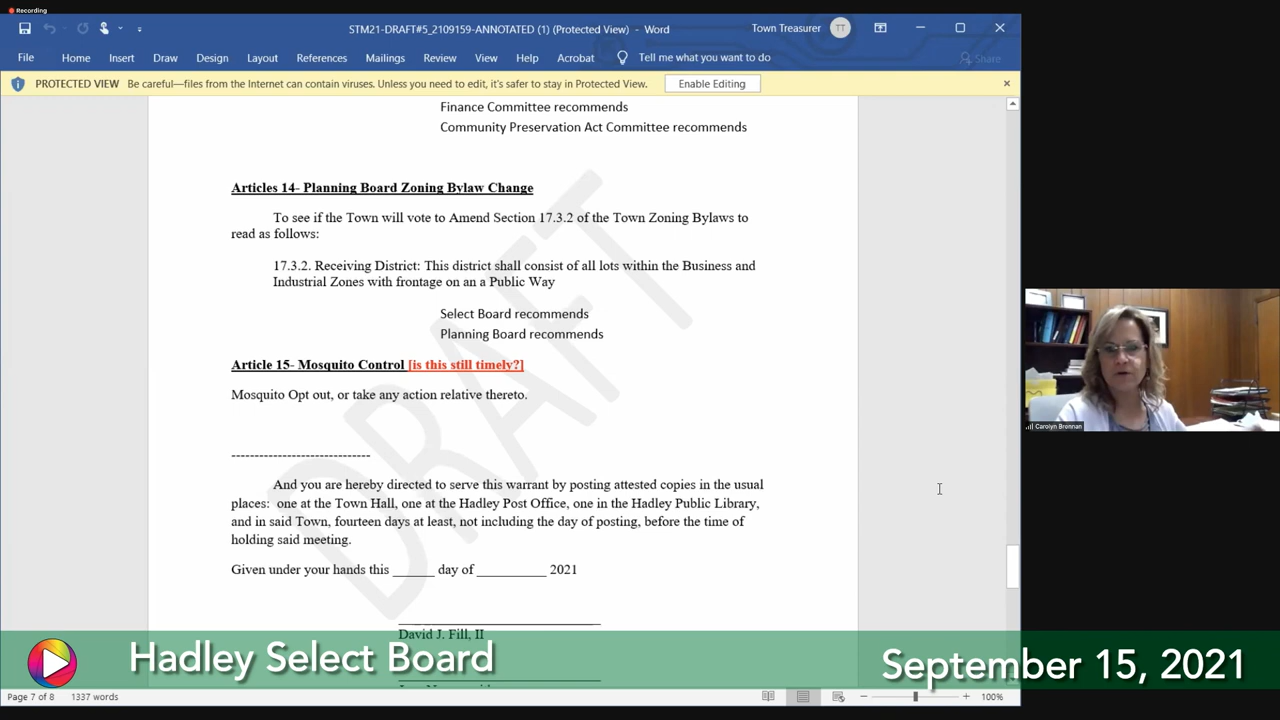 Recording
STM21-DRAFT#5_2109159-ANNOTATED (1) (Protected View) - Word
Town Treasurer
TT
File
Home
Insert
Draw
Design
Layout
References
Mailings
Review
View
Help
Acrobat
Tell me what you want to do
Share
PROTECTED VIEW Be careful—files from the Internet can contain viruses. Unless you need to edit, it's safer to stay in Protected View.
Enable Editing
Finance Committee recommends
Community Preservation Act Committee recommends
Articles 14- Planning Board Zoning Bylaw Change
To see if the Town will vote to Amend Section 17.3.2 of the Town Zoning Bylaws to
read as follows:
17.3.2. Receiving District: This district shall consist of all lots within the Business and
Industrial Zones with frontage on an a Public Way
Select Board recommends
Planning Board recommends
Article 15- Mosquito Control [is this still timely?]
Mosquito Opt out, or take any action relative thereto.
------------------------------
And you are hereby directed to serve this warrant by posting attested copies in the usual
places: one at the Town Hall, one at the Hadley Post Office, one in the Hadley Public Library,
and in said Town, fourteen days at least, not including the day of posting, before the time of
holding said meeting.
Given under your hands this ______ day of __________ 2021
David J. Fill, II
DRAFT
Carolyn Brennan
Hadley Select Board
September 15, 2021
Page 7 of 8
1337 words
100%